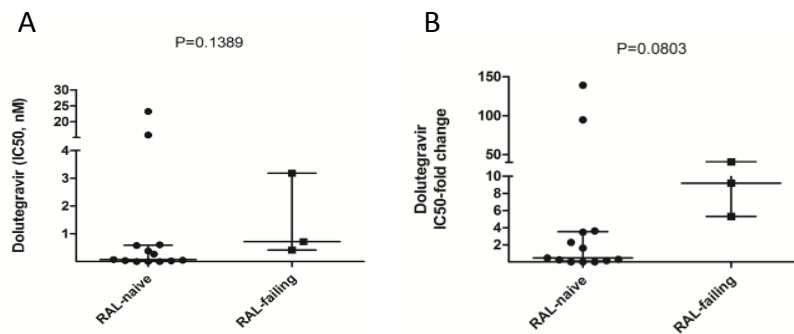 A
P=0.1389
Dolutegravir (IC50, nM)
30
25
20
4
3
2
1
RAL-naive
RAL-failing
B
P=0.0803
Dolutegravir
IC50-fold change
150
100
50
10
8
6
4
2
RAL-naive
RAL-failing